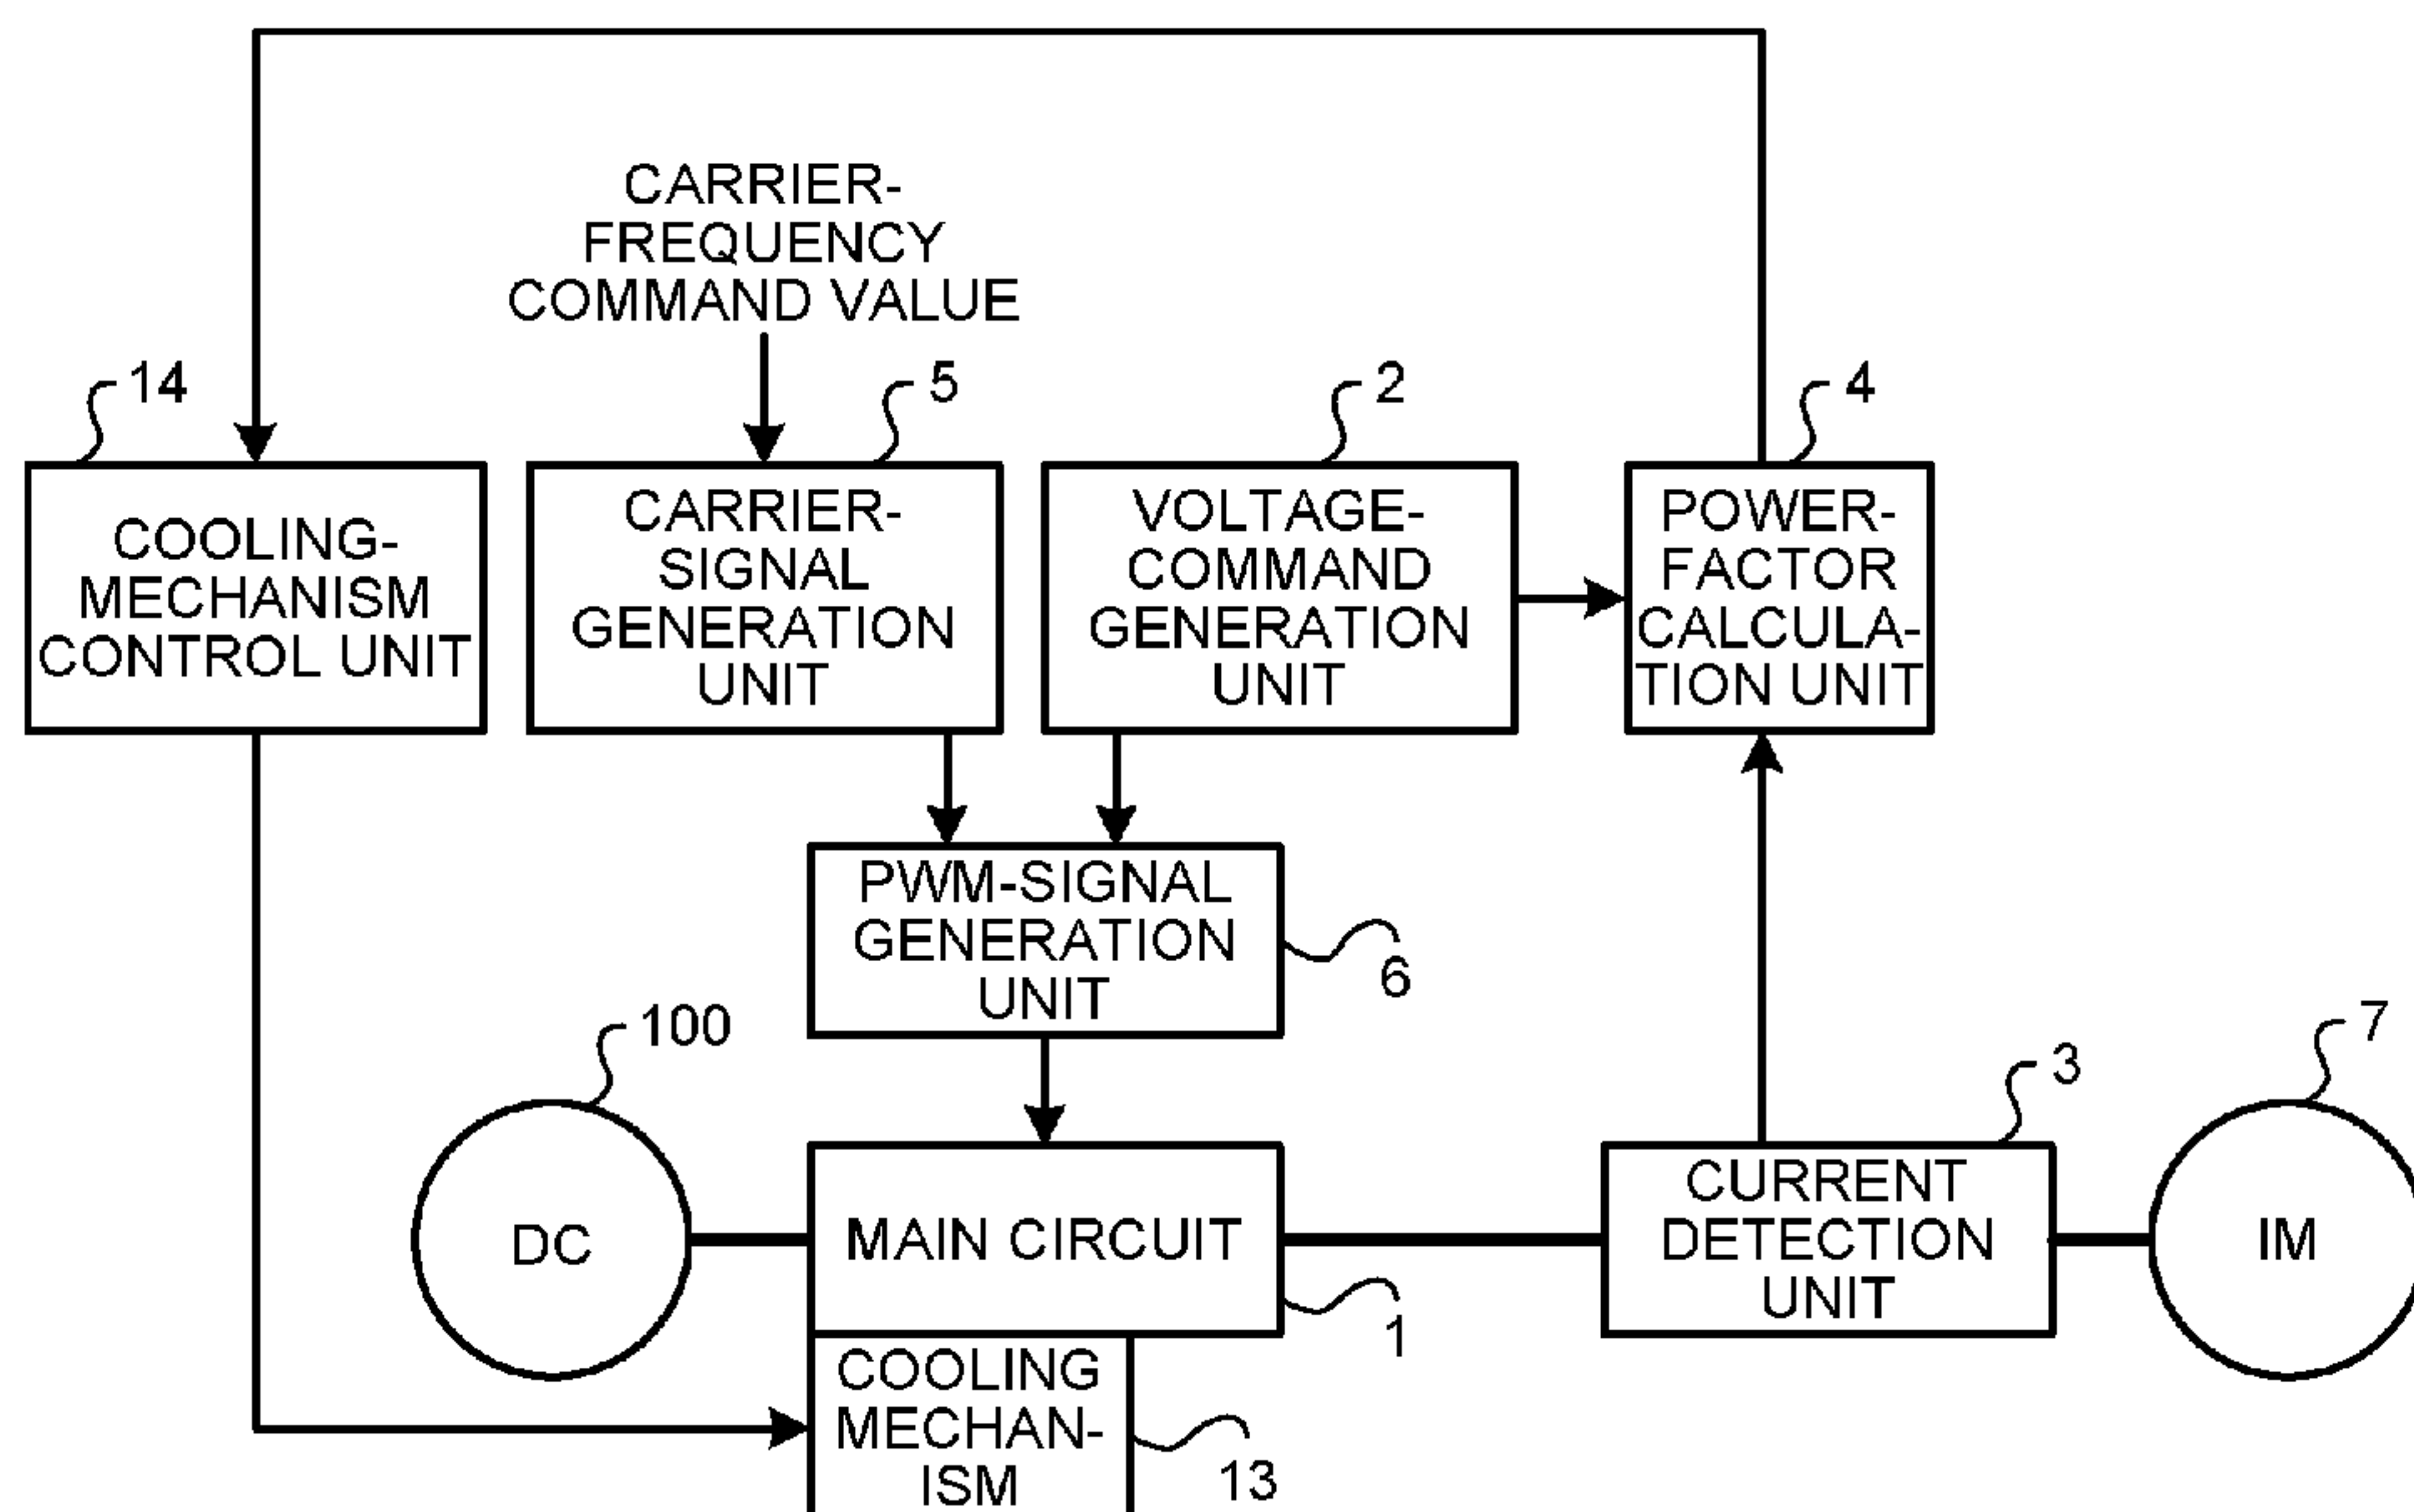 CARRIER-
FREQUENCY
COMMAND VALUE
14
5
2
4
COOLING-
MECHANISM
CONTROL UNIT
CARRIER-
SIGNAL
GENERATION
UNIT
VOLTAGE-
COMMAND
GENERATION
UNIT
POWER-
FACTOR
CALCULA-
TION UNIT
PWM-SIGNAL
GENERATION
UNIT
6
100
3
7
DC
MAIN CIRCUIT
1
CURRENT
DETECTION
UNIT
IM
COOLING
MECHAN-
ISM
13